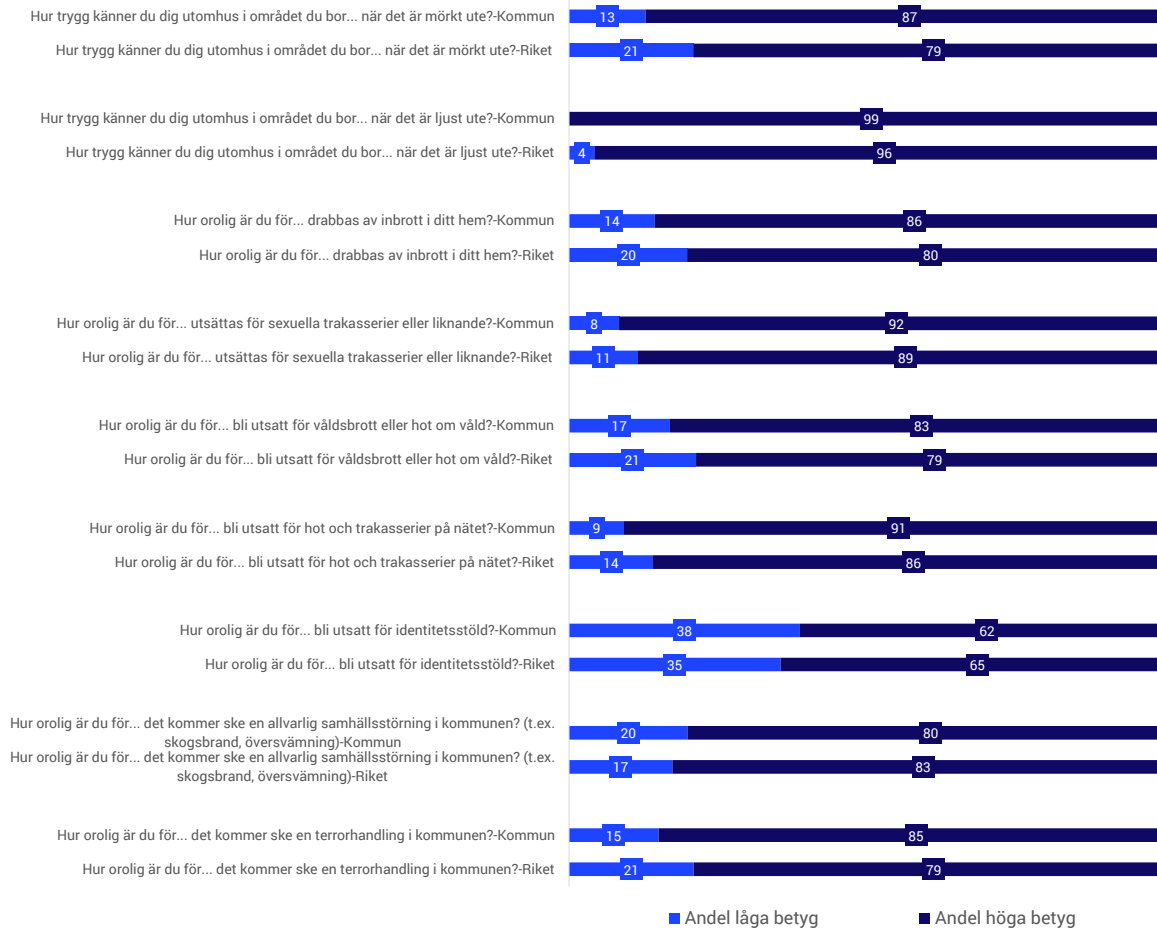 Hur trygg känner du dig utomhus i området du bor... när det är mörkt ute?-Kommun 13 87
Hur trygg känner du dig utomhus i området du bor... när det är mörkt ute?-Riket 21 79
Hur trygg känner du dig utomhus i området du bor... när det är ljust ute?-Kommun 99
Hur trygg känner du dig utomhus i området du bor... när det är ljust ute?-Riket 4 96
Hur orolig är du för... drabbas av inbrott i ditt hem?-Kommun 14 86
Hur orolig är du för... drabbas av inbrott i ditt hem?-Riket 20 80
Hur orolig är du för... utsättas för sexuella trakasserier eller liknande?-Kommun 8 92
Hur orolig är du för... utsättas för sexuella trakasserier eller liknande?-Riket 11 89
Hur orolig är du för... bli utsatt för våldsbrott eller hot om våld?-Kommun 17 83
Hur orolig är du för... bli utsatt för våldsbrott eller hot om våld?-Riket 21 79
Hur orolig är du för... bli utsatt för hot och trakasserier på nätet?-Kommun 9 91
Hur orolig är du för... bli utsatt för hot och trakasserier på nätet?-Riket 14 86
Hur orolig är du för... bli utsatt för identitetsstöld?-Kommun 38 62
Hur orolig är du för... bli utsatt för identitetsstöld?-Riket 35 65
Hur orolig är du för... det kommer ske en allvarlig samhällsstörning i kommunen? (t.ex.
skogsbrand, översvämning)-Kommun 20 80
Hur orolig är du för... det kommer ske en allvarlig samhällsstörning i kommunen? (t.ex.
skogsbrand, översvämning)-Riket 17 83
Hur orolig är du för... det kommer ske en terrorhandling i kommunen?-Kommun 15 85
Hur orolig är du för... det kommer ske en terrorhandling i kommunen?-Riket 21 79
Andel låga betyg Andel höga betyg